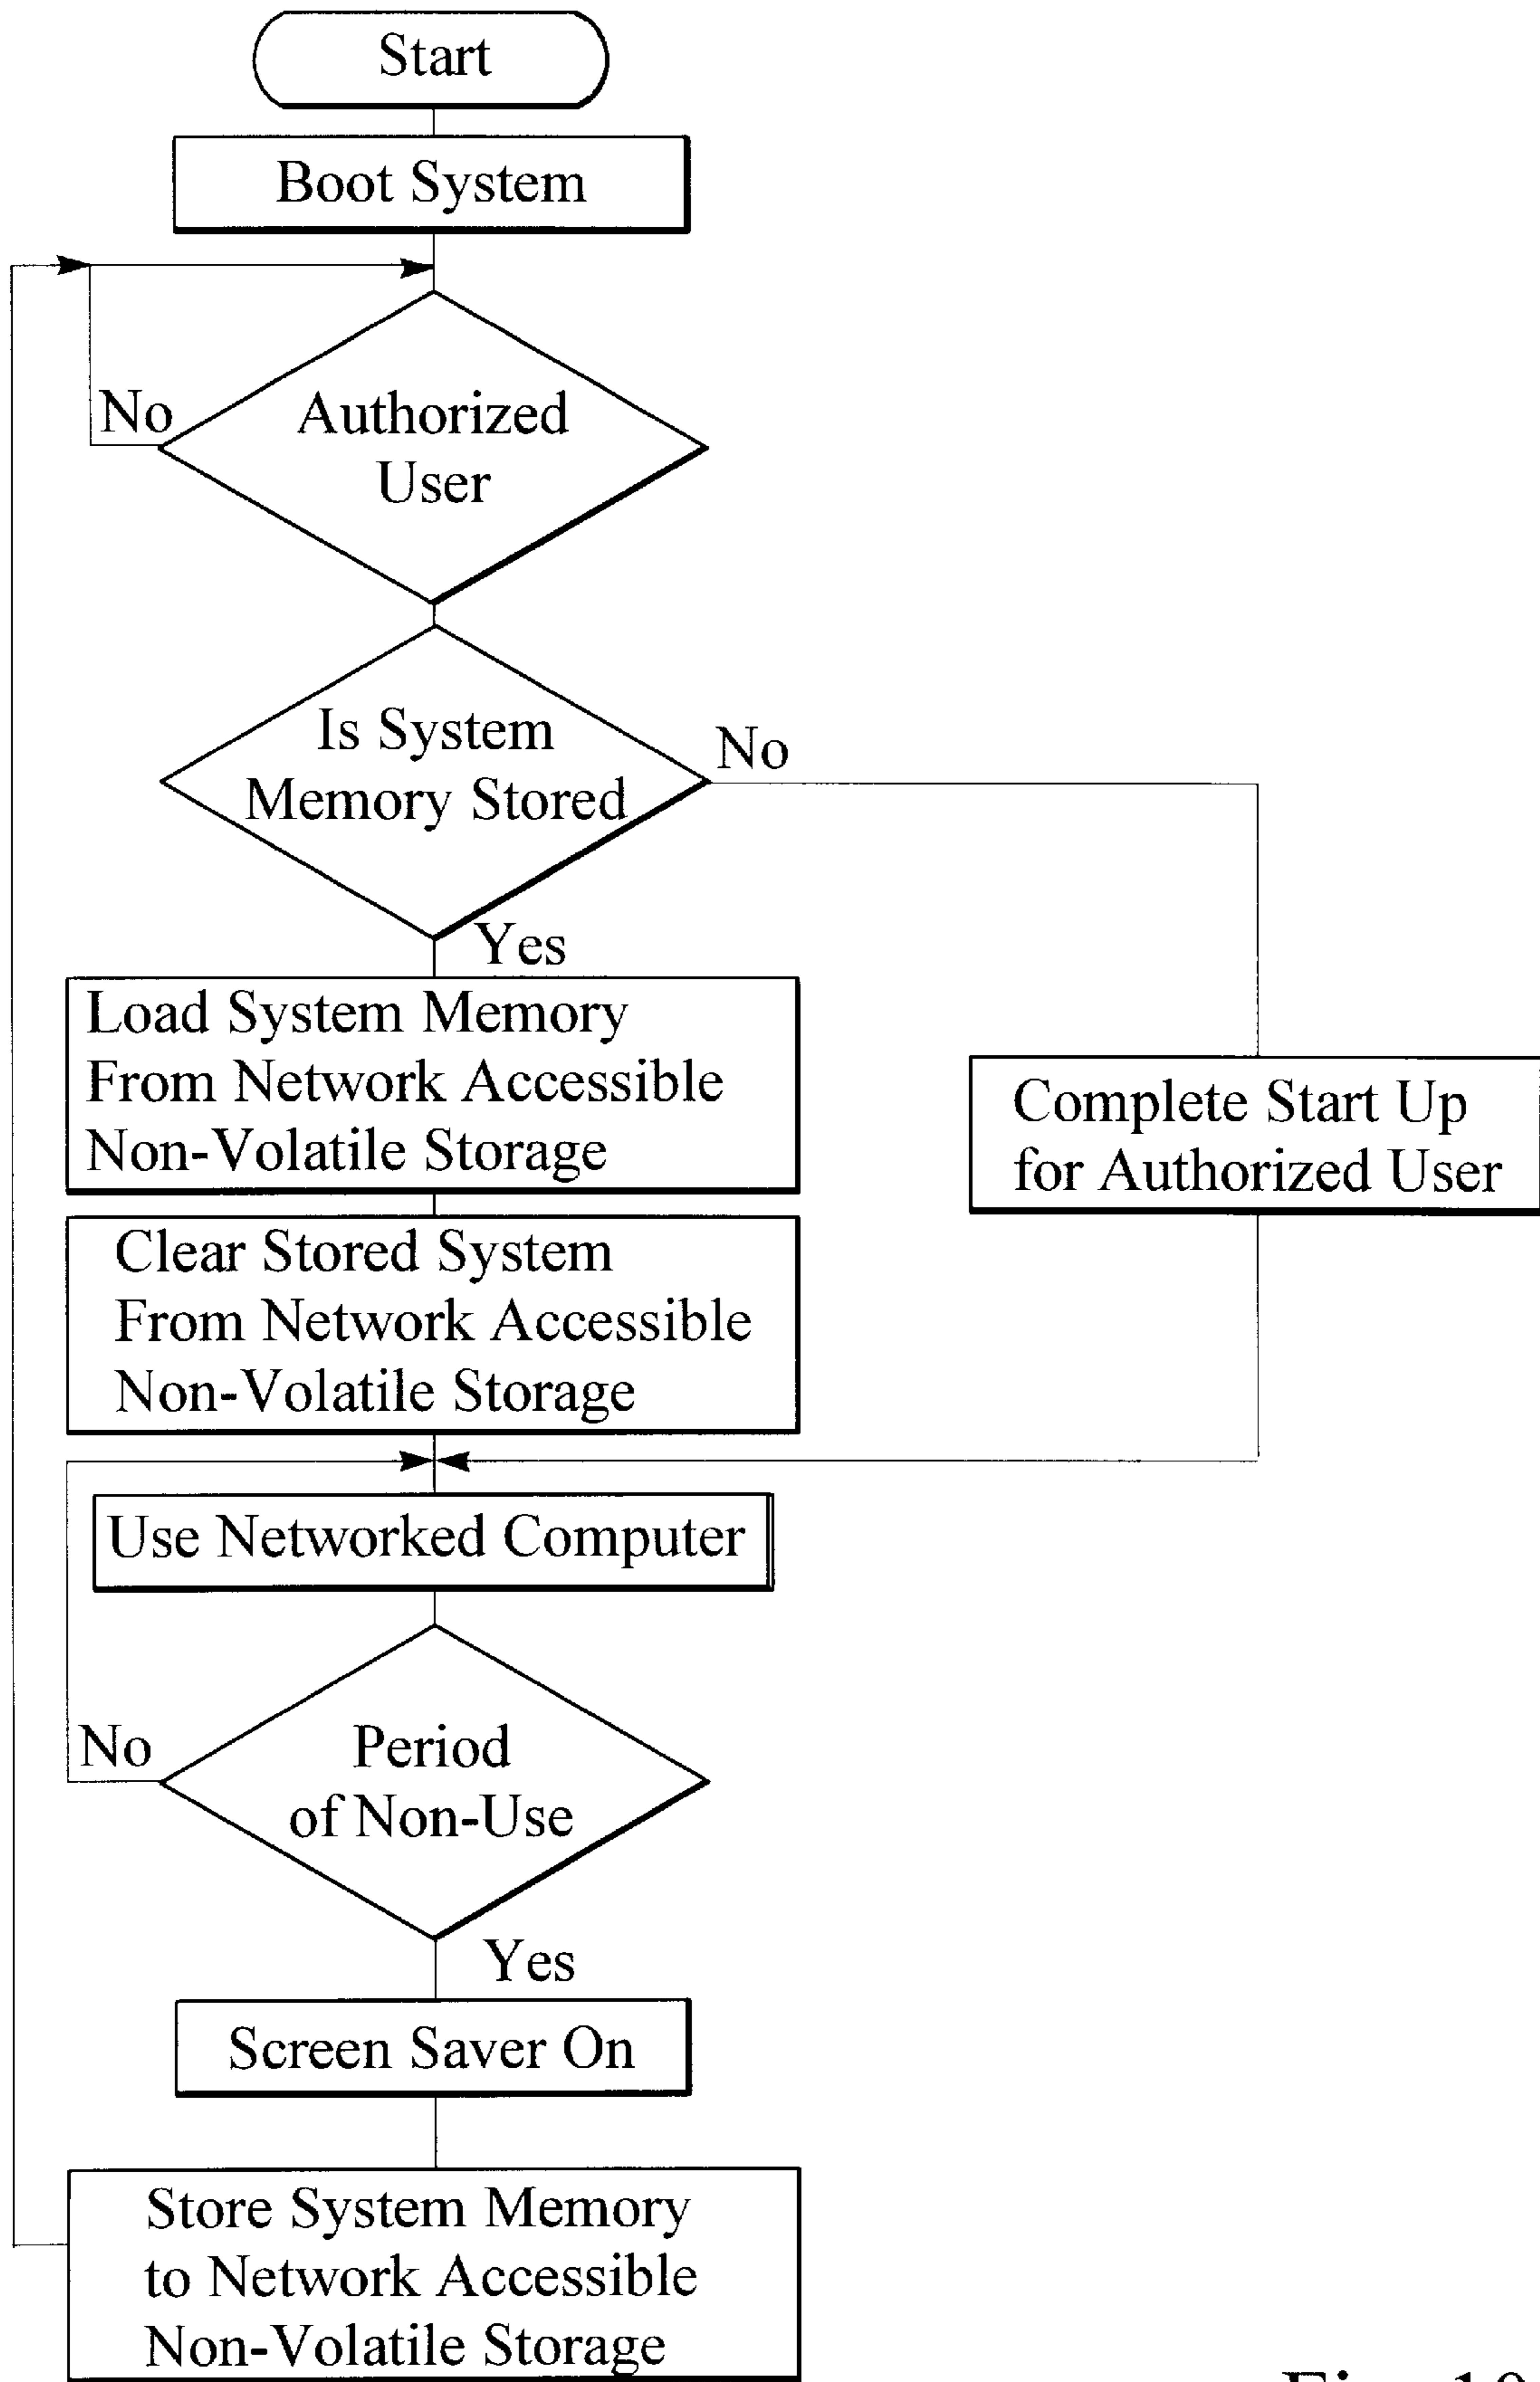 Start
Boot System
No
Authorized
User
Is System
Memory Stored
No
Yes
Load System Memory
From Network Accessible
Non-Volatile Storage
Complete Start Up
for Authorized User
Clear Stored System
From Network Accessible
Non-Volatile Storage
Use Networked Computer
No
Period
of Non-Use
Yes
Screen Saver On
Store System Memory
to Network Accessible
Non-Volatile Storage